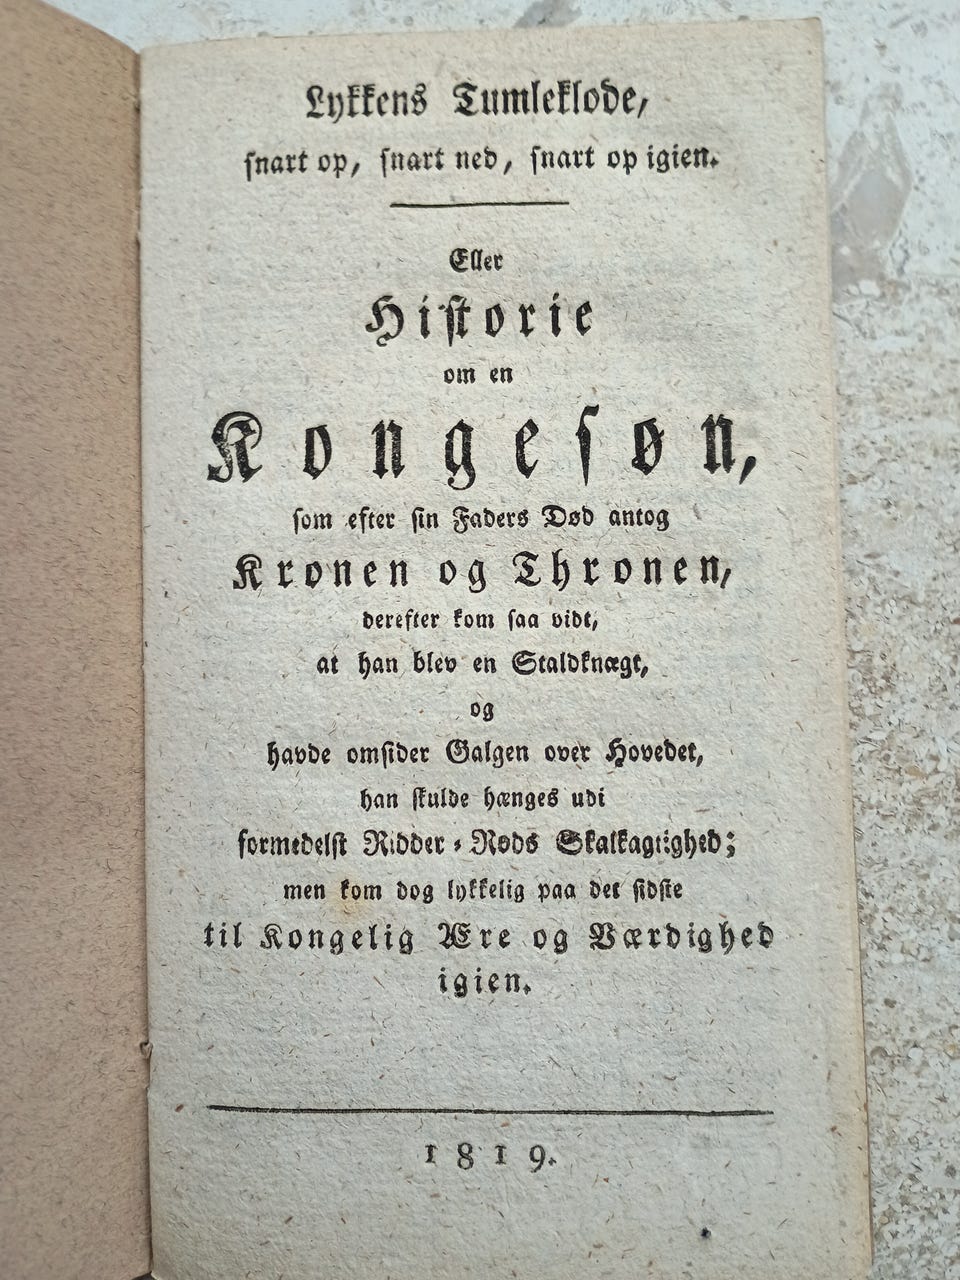 Lykkens Tumleklode,
snart op, snart ned, snart op igien.
Eller
Historie
om en
Kongesøn,
som efter sin Faders Død antog
Kronen og Thronen,
derefter kom saa vidt,
at han blev en Staldknægt,
og
havde omsider Galgen over Hovedet,
han skulde hænges udi
formedelst Ridder-Røds Skalkagtighed;
men kom dog lykkelig paa det sidste
til Kongelig Ære og Værdighed
igien.
1819.